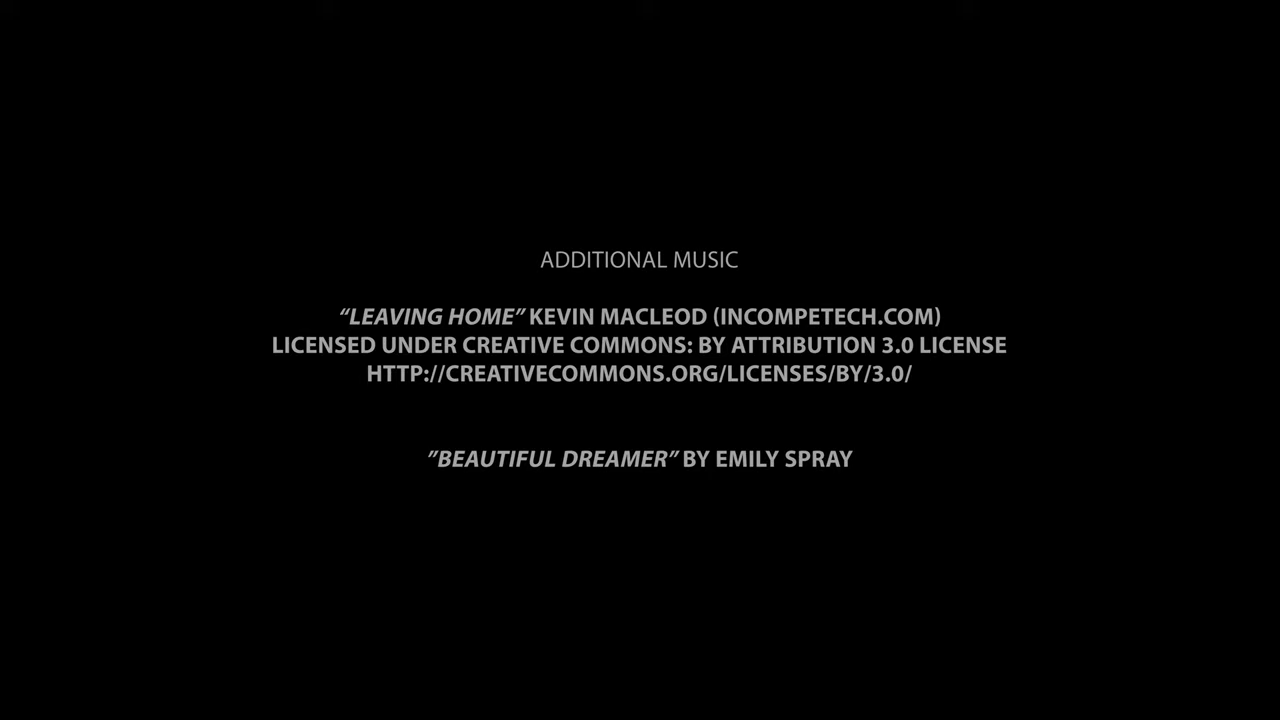 ADDITIONAL MUSIC
“LEAVING HOME” KEVIN MACLEOD (INCOMPETECH.COM)
LICENSED UNDER CREATIVE COMMONS: BY ATTRIBUTION 3.0 LICENSE
HTTP://CREATIVECOMMONS.ORG/LICENSES/BY/3.0/
”BEAUTIFUL DREAMER” BY EMILY SPRAY